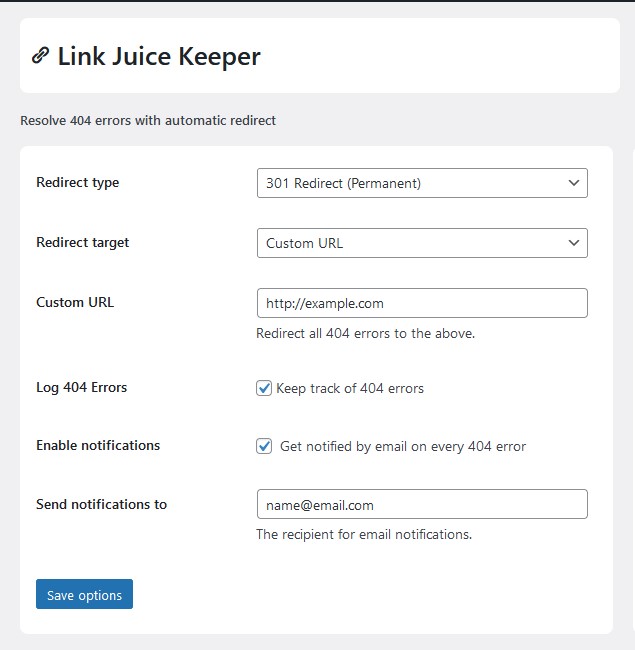 Link Juice Keeper
Resolve 404 errors with automatic redirect
Redirect type
301 Redirect (Permanent)
Redirect target
Custom URL
Custom URL
http://example.com
Redirect all 404 errors to the above.
Log 404 Errors
Keep track of 404 errors
Enable notifications
Get notified by email on every 404 error
Send notifications to
name@email.com
The recipient for email notifications.
Save options